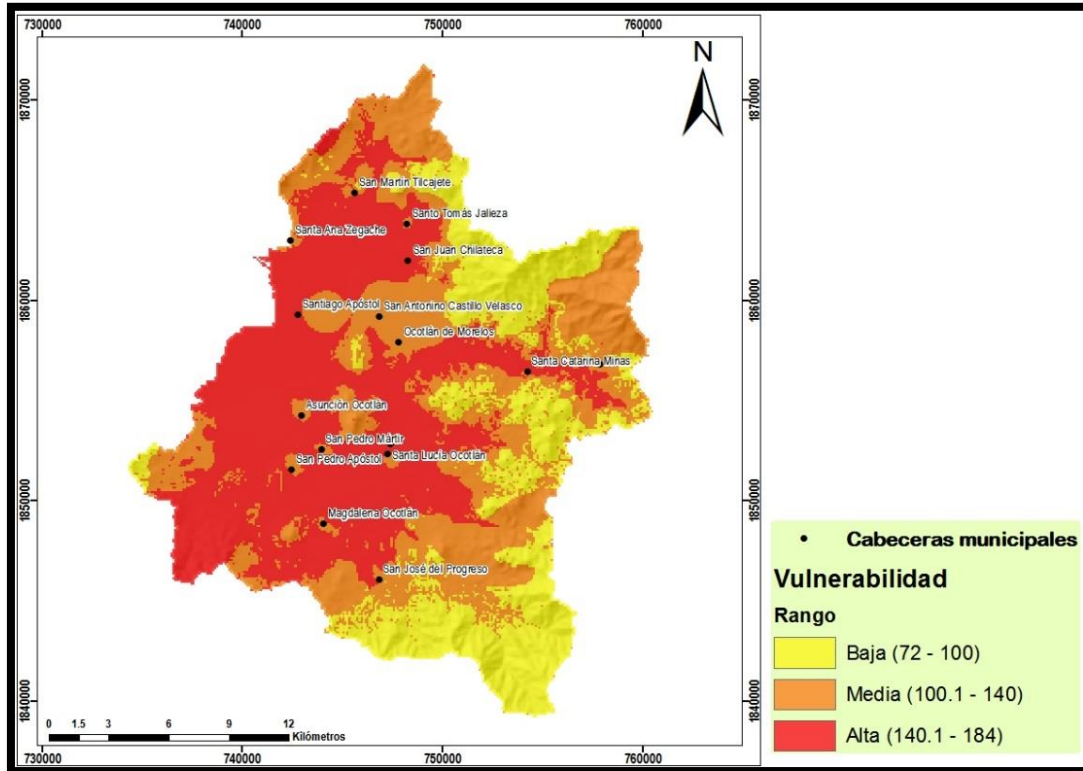 730000 740000 750000 760000
N
1870000 1870000
San Martín Tilcajete
Santo Tomás Jalieza
Santa Ana Zegache
San Juan Chilateca
1860000 1860000
Santiago Apóstol
San Antonino Castillo Velasco
Ocotlán de Morelos
Santa Catarina Minas
Asunción Ocotlán
San Pedro Mártir
Santa Lucía Ocotlán
San Pedro Apóstol
1850000 1850000
Magdalena Ocotlán
San José del Progreso
1840000 1840000
0 1.5 3 6 9 12
Kilómetros
730000 740000 750000 760000
Cabeceras municipales
Vulnerabilidad
Rango
Baja (72 - 100)
Media (100.1 - 140)
Alta (140.1 - 184)